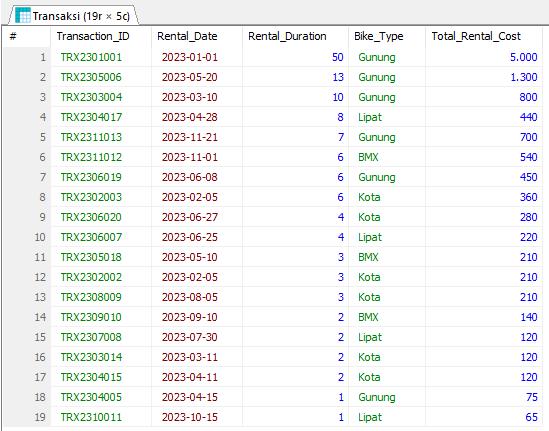 Transaksi (19r × 5c)
# Transaction_ID Rental_Date Rental_Duration Bike_Type Total_Rental_Cost
1 TRX2301001 2023-01-01 50 Gunung 5.000
2 TRX2305006 2023-05-20 13 Gunung 1.300
3 TRX2303004 2023-03-10 10 Gunung 800
4 TRX2304017 2023-04-28 8 Lipat 440
5 TRX2311013 2023-11-21 7 Gunung 700
6 TRX2311012 2023-11-01 6 BMX 540
7 TRX2306019 2023-06-08 6 Gunung 450
8 TRX2302003 2023-02-05 6 Kota 360
9 TRX2306020 2023-06-27 4 Kota 280
10 TRX2306007 2023-06-25 4 Lipat 220
11 TRX2305018 2023-05-10 3 BMX 210
12 TRX2302002 2023-02-05 3 Kota 210
13 TRX2308009 2023-08-05 3 Kota 210
14 TRX2309010 2023-09-10 2 BMX 140
15 TRX2307008 2023-07-30 2 Lipat 120
16 TRX2303014 2023-03-11 2 Kota 120
17 TRX2304015 2023-04-11 2 Kota 120
18 TRX2304005 2023-04-15 1 Gunung 75
19 TRX2310011 2023-10-15 1 Lipat 65